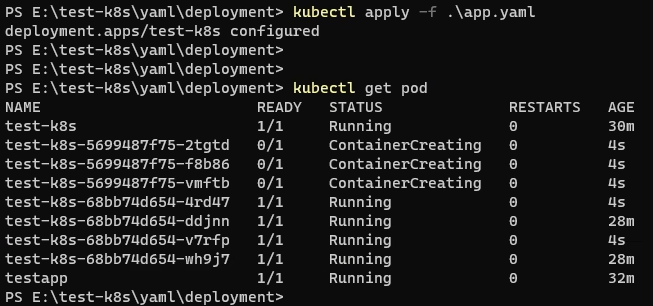 PS E:\test-k8s\yaml\deployment> kubectl apply -f .\app.yaml
deployment.apps/test-k8s configured
PS E:\test-k8s\yaml\deployment>
PS E:\test-k8s\yaml\deployment>
PS E:\test-k8s\yaml\deployment> kubectl get pod
NAME READY STATUS RESTARTS AGE
test-k8s 1/1 Running 0 30m
test-k8s-5699487f75-2tgtd 0/1 ContainerCreating 0 4s
test-k8s-5699487f75-f8b86 0/1 ContainerCreating 0 4s
test-k8s-5699487f75-vmftb 0/1 ContainerCreating 0 4s
test-k8s-68bb74d654-4rd47 1/1 Running 0 4s
test-k8s-68bb74d654-ddjnn 1/1 Running 0 28m
test-k8s-68bb74d654-v7rfp 1/1 Running 0 4s
test-k8s-68bb74d654-wh9j7 1/1 Running 0 28m
testapp 1/1 Running 0 32m
PS E:\test-k8s\yaml\deployment>